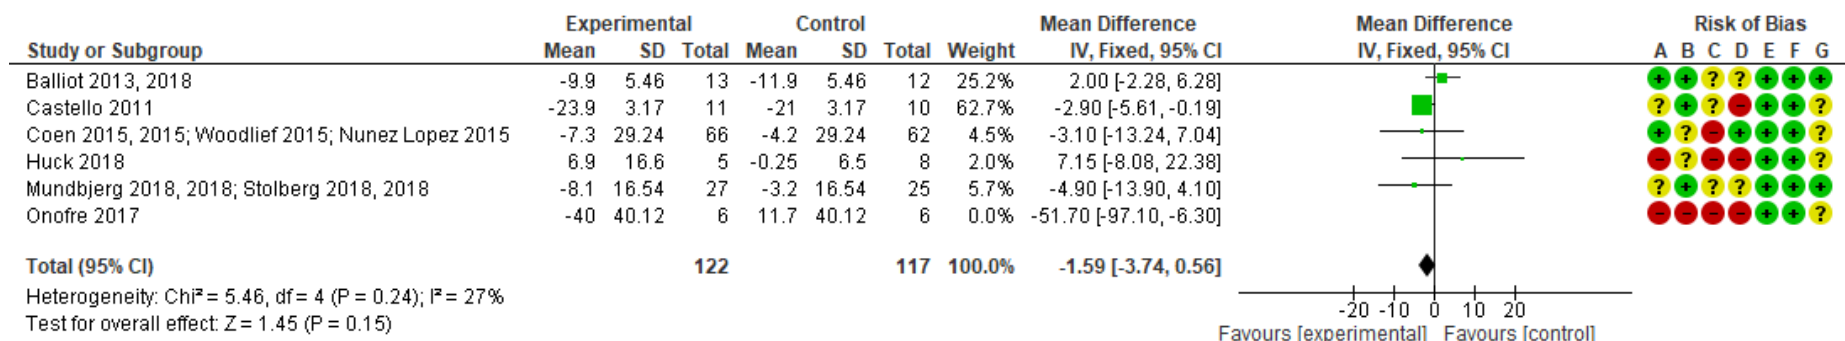 Experimental Control Mean Difference Mean Difference Risk of Bias
Study or Subgroup Mean SD Total Mean SD Total Weight IV, Fixed, 95% CI IV, Fixed, 95% CI A B C D E F G
Balliot 2013, 2018 -9.9 5.46 13 -11.9 5.46 12 25.2% 2.00 [-2.28, 6.28] + + ? ? + + +
Castello 2011 -23.9 3.17 11 -21 3.17 10 62.7% -2.90 [-5.61, -0.19] ? + ? - + + ?
Coen 2015, 2015; Woodlief 2015; Nunez Lopez 2015 -7.3 29.24 66 -4.2 29.24 62 4.5% -3.10 [-13.24, 7.04] + ? - + + + ?
Huck 2018 6.9 16.6 5 -0.25 6.5 8 2.0% 7.15 [-8.08, 22.38] - ? - - + + ?
Mundbjerg 2018, 2018; Stolberg 2018, 2018 -8.1 16.54 27 -3.2 16.54 25 5.7% -4.90 [-13.90, 4.10] ? + ? ? + + +
Onofre 2017 -40 40.12 6 11.7 40.12 6 0.0% -51.70 [-97.10, -6.30] - - - - + + ?
Total (95% CI) 122 117 100.0% -1.59 [-3.74, 0.56]
Heterogeneity: Chi² = 5.46, df = 4 (P = 0.24); I² = 27%
Test for overall effect: Z = 1.45 (P = 0.15)
-20 -10 0 10 20
Favours [experimental] Favours [control]